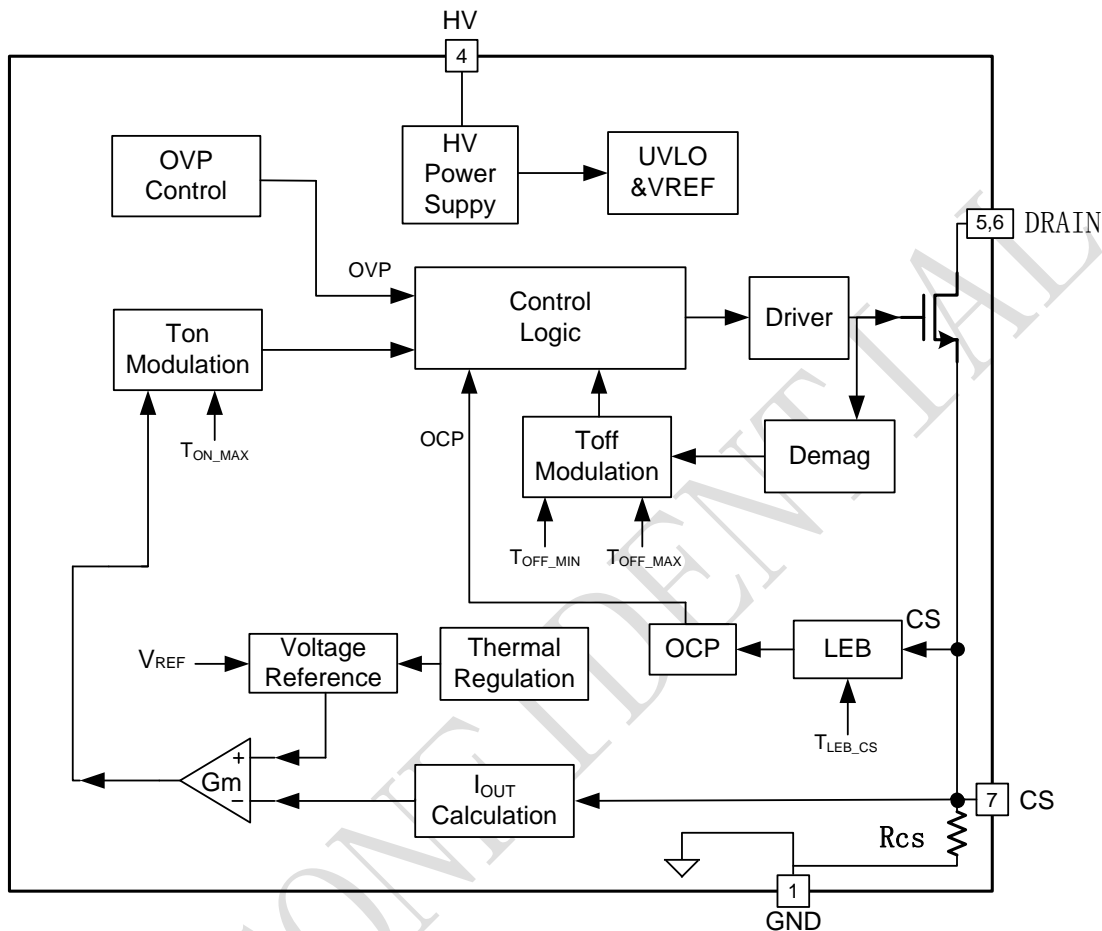 HV
4
OVP
Control
HV
Power
Suppy
UVLO
&VREF
5,6
DRAIN
OVP
Control
Logic
Driver
Ton
Modulation
TON_MAX
OCP
Toff
Modulation
Demag
TOFF_MIN
TOFF_MAX
CS
VREF
Voltage
Reference
Thermal
Regulation
OCP
LEB
TLEB_CS
+
Gm
−
IOUT
Calculation
7
CS
Rcs
1
GND
CONFIDENTIAL